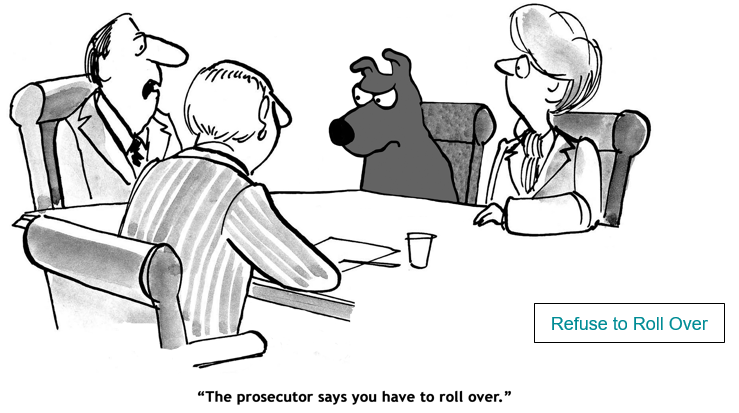 Refuse to Roll Over
“The prosecutor says you have to roll over.”